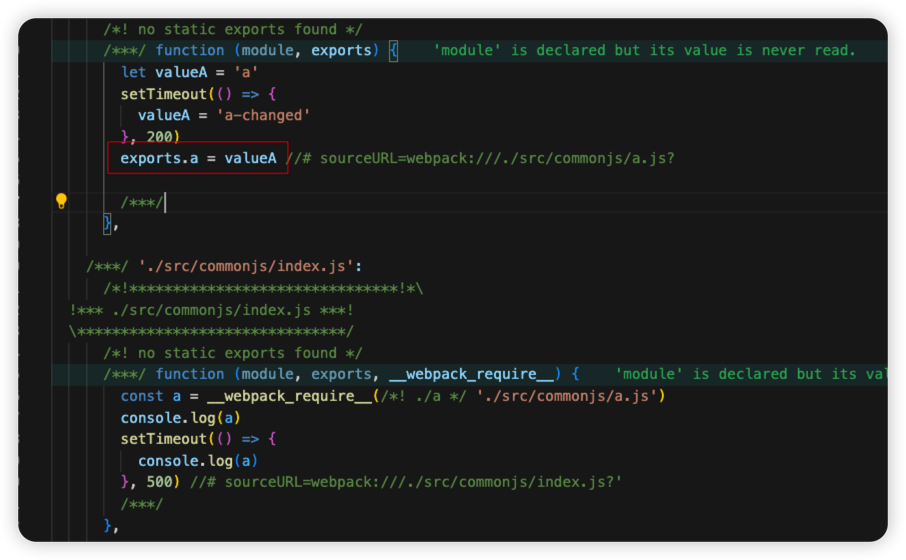 /*! no static exports found */
/***/ function (module, exports) {     'module' is declared but its value is never read.
let valueA = 'a'
setTimeout(() => {
valueA = 'a-changed'
}, 200)
exports.a = valueA //# sourceURL=webpack:///./src/commonjs/a.js?
/***/
},
/***/ './src/commonjs/index.js':
/*!*******************************!*\
!*** ./src/commonjs/index.js ***!
\*******************************/
/*! no static exports found */
/***/ function (module, exports, __webpack_require__) {     'module' is declared but its val
const a = __webpack_require__(/*! ./a */ './src/commonjs/a.js')
console.log(a)
setTimeout(() => {
console.log(a)
}, 500) //# sourceURL=webpack:///./src/commonjs/index.js?'
/***/
},